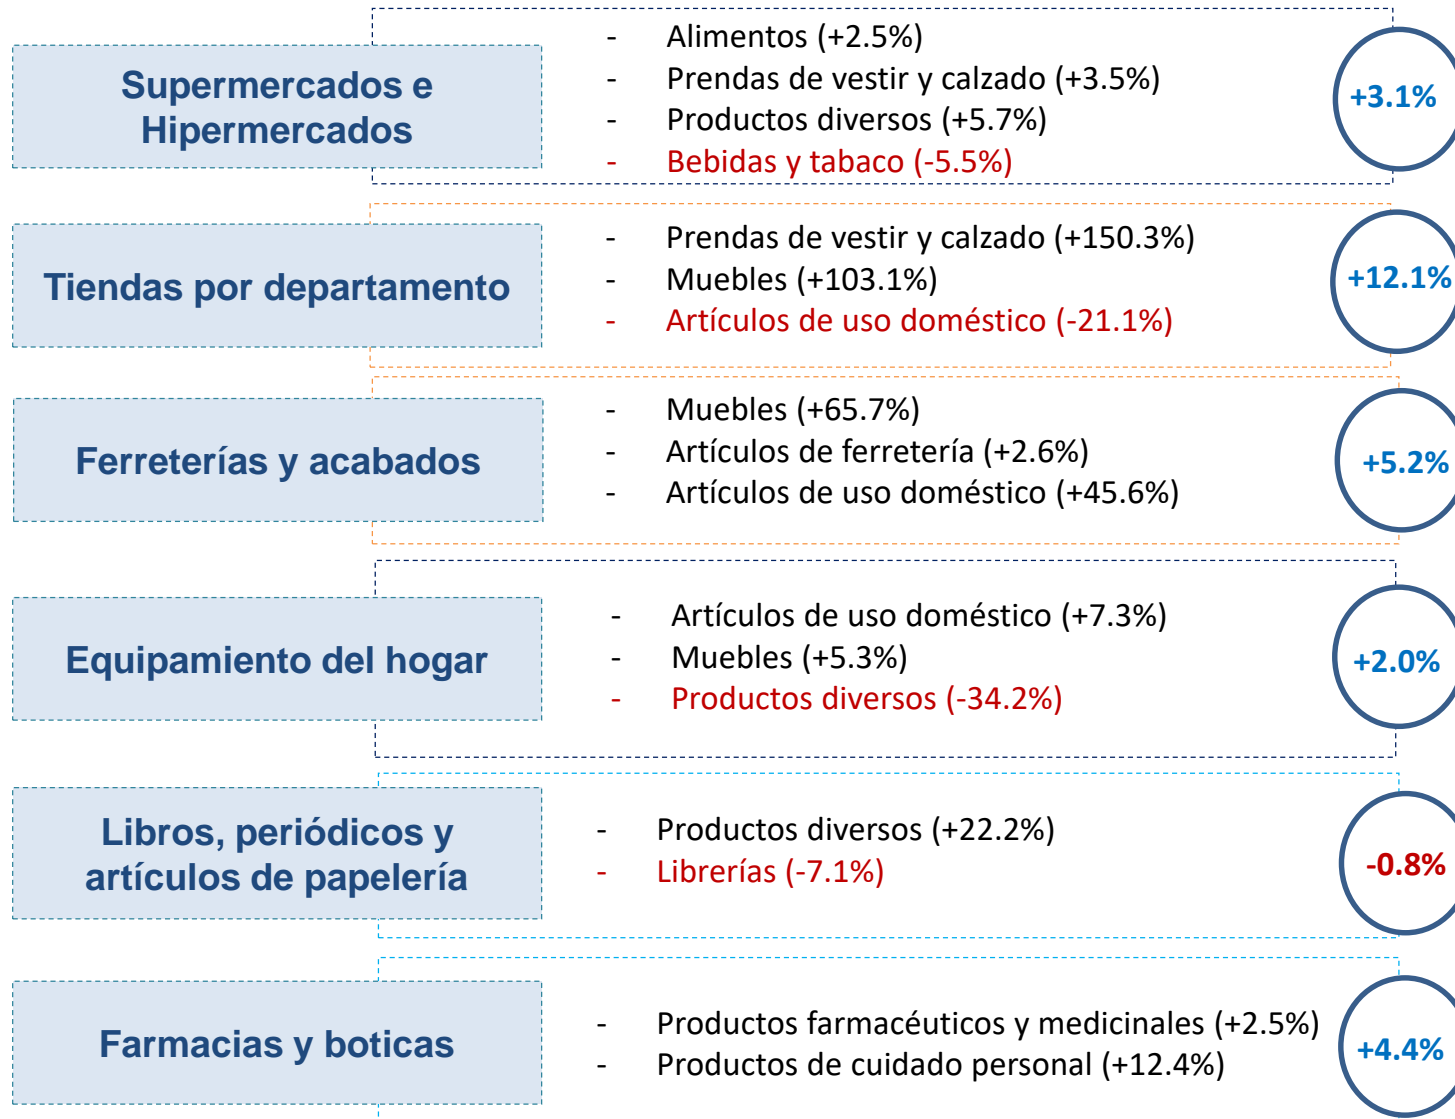 Supermercados e
Hipermercados
- Alimentos (+2.5%)
- Prendas de vestir y calzado (+3.5%)
- Productos diversos (+5.7%)
- Bebidas y tabaco (-5.5%)
+3.1%
Tiendas por departamento
- Prendas de vestir y calzado (+150.3%)
- Muebles (+103.1%)
- Artículos de uso doméstico (-21.1%)
+12.1%
Ferreterías y acabados
- Muebles (+65.7%)
- Artículos de ferretería (+2.6%)
- Artículos de uso doméstico (+45.6%)
+5.2%
Equipamiento del hogar
- Artículos de uso doméstico (+7.3%)
- Muebles (+5.3%)
- Productos diversos (-34.2%)
+2.0%
Libros, periódicos y
artículos de papelería
- Productos diversos (+22.2%)
- Librerías (-7.1%)
-0.8%
Farmacias y boticas
- Productos farmacéuticos y medicinales (+2.5%)
- Productos de cuidado personal (+12.4%)
+4.4%